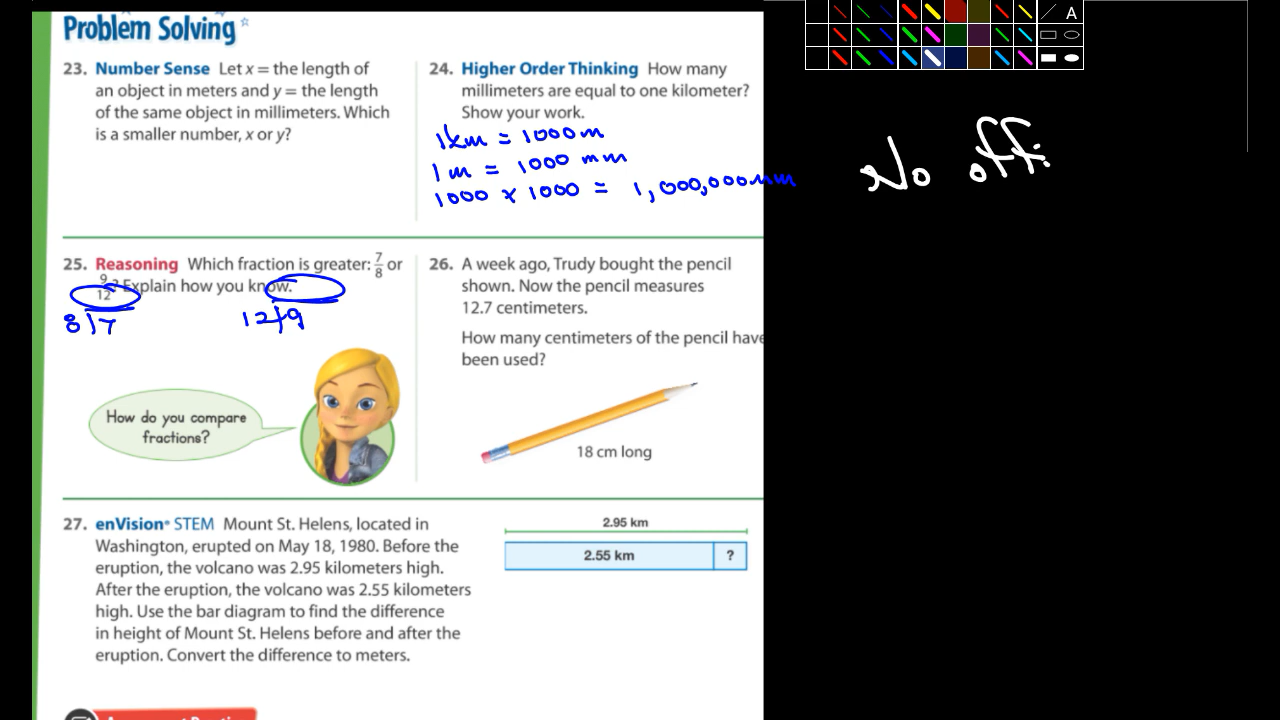 Problem Solving
23. Number Sense Let x = the length of
an object in meters and y = the length
of the same object in millimeters. Which
is a smaller number, x or y?
24. Higher Order Thinking How many
millimeters are equal to one kilometer?
Show your work.
1km = 1000m
1 m = 1000 mm
1000 x 1000 = 1,000,000mm
No off
A
25. Reasoning Which fraction is greater: 7/8 or
9/12? Explain how you know.
8 7
12 9
How do you compare
fractions?
26. A week ago, Trudy bought the pencil
shown. Now the pencil measures
12.7 centimeters.
How many centimeters of the pencil have
been used?
18 cm long
27. enVision® STEM Mount St. Helens, located in
Washington, erupted on May 18, 1980. Before the
eruption, the volcano was 2.95 kilometers high.
After the eruption, the volcano was 2.55 kilometers
high. Use the bar diagram to find the difference
in height of Mount St. Helens before and after the
eruption. Convert the difference to meters.
2.95 km
2.55 km ?